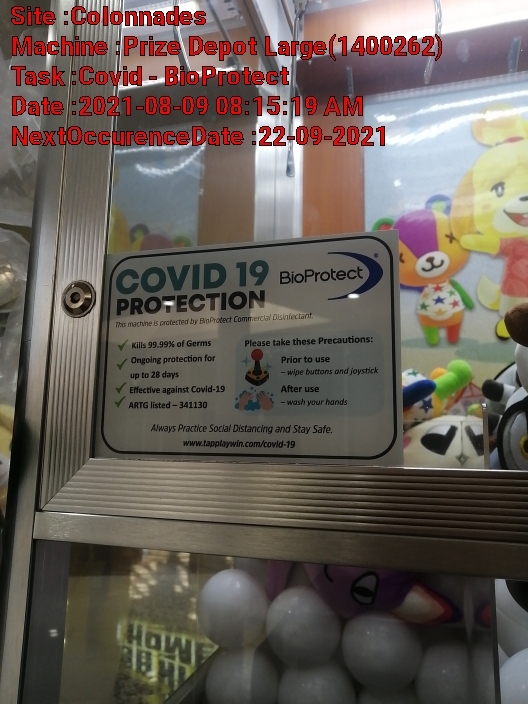 Site :Colonnades
Machine :Prize Depot Large(1400262)
Task :Covid - BioProtect
Date :2021-08-09 08:15:19 AM
NextOccurenceDate :22-09-2021
COVID 19
PROTECTION
BioProtect®
This machine is protected by BioProtect Commercial Disinfectant.
Kills 99.99% of Germs
Ongoing protection for
up to 28 days
Effective against Covid-19
ARTG listed – 341130
Please take these Precautions:
Prior to use
– wipe buttons and joystick
After use
– wash your hands
Always Practice Social Distancing and Stay Safe.
www.tapplaywin.com/covid-19